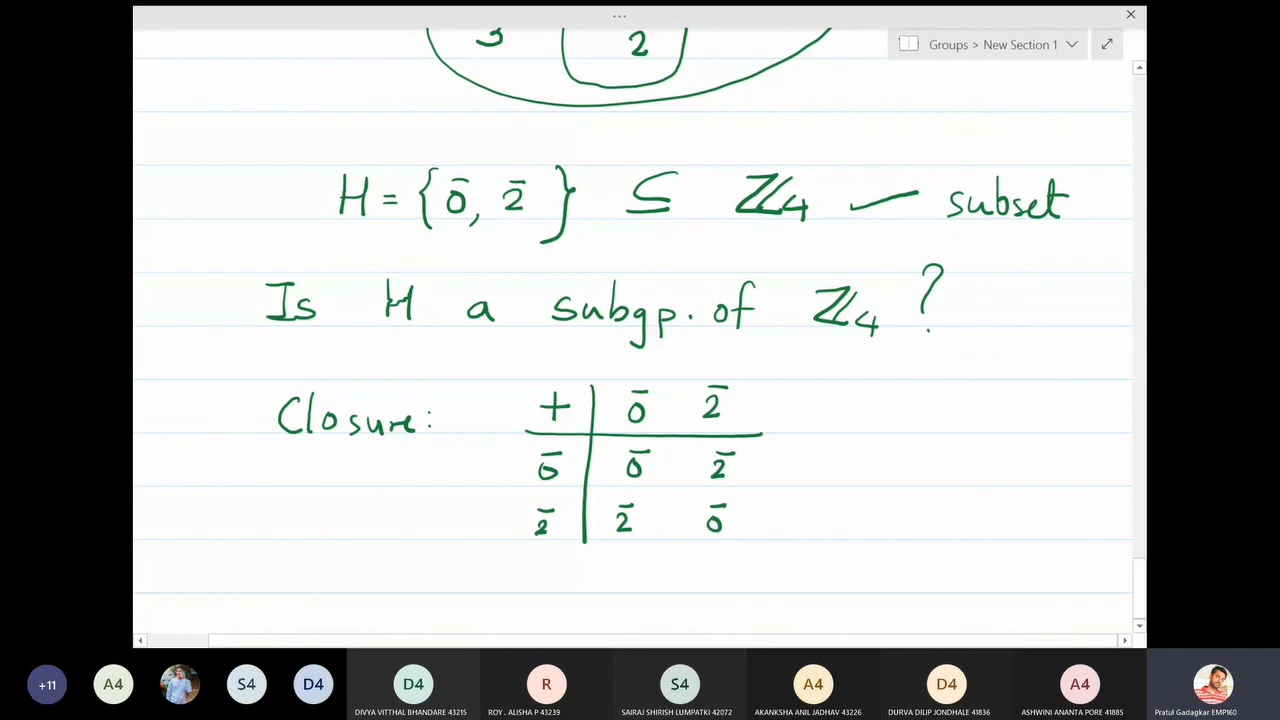 3 2
Groups > New Section 1
H = {0̄, 2̄} ⊆ ℤ₄ — subset
Is H a subgp. of ℤ₄ ?
Closure: + | 0̄ 2̄
0̄ | 0̄ 2̄
2̄ | 2̄ 0̄
+11 A4 S4 D4 D4 R S4 A4 D4 A4
DIVYA VITTHAL BHANDARE 43215 ROY . ALISHA P 43239 SAIRAJ SHIRISH LUMPATKI 42072 AKANKSHA ANIL JADHAV 43226 DURVA DILIP JONDHALE 41836 ASHWINI ANANTA PORE 41885 Pratul Gadagkar EMP160